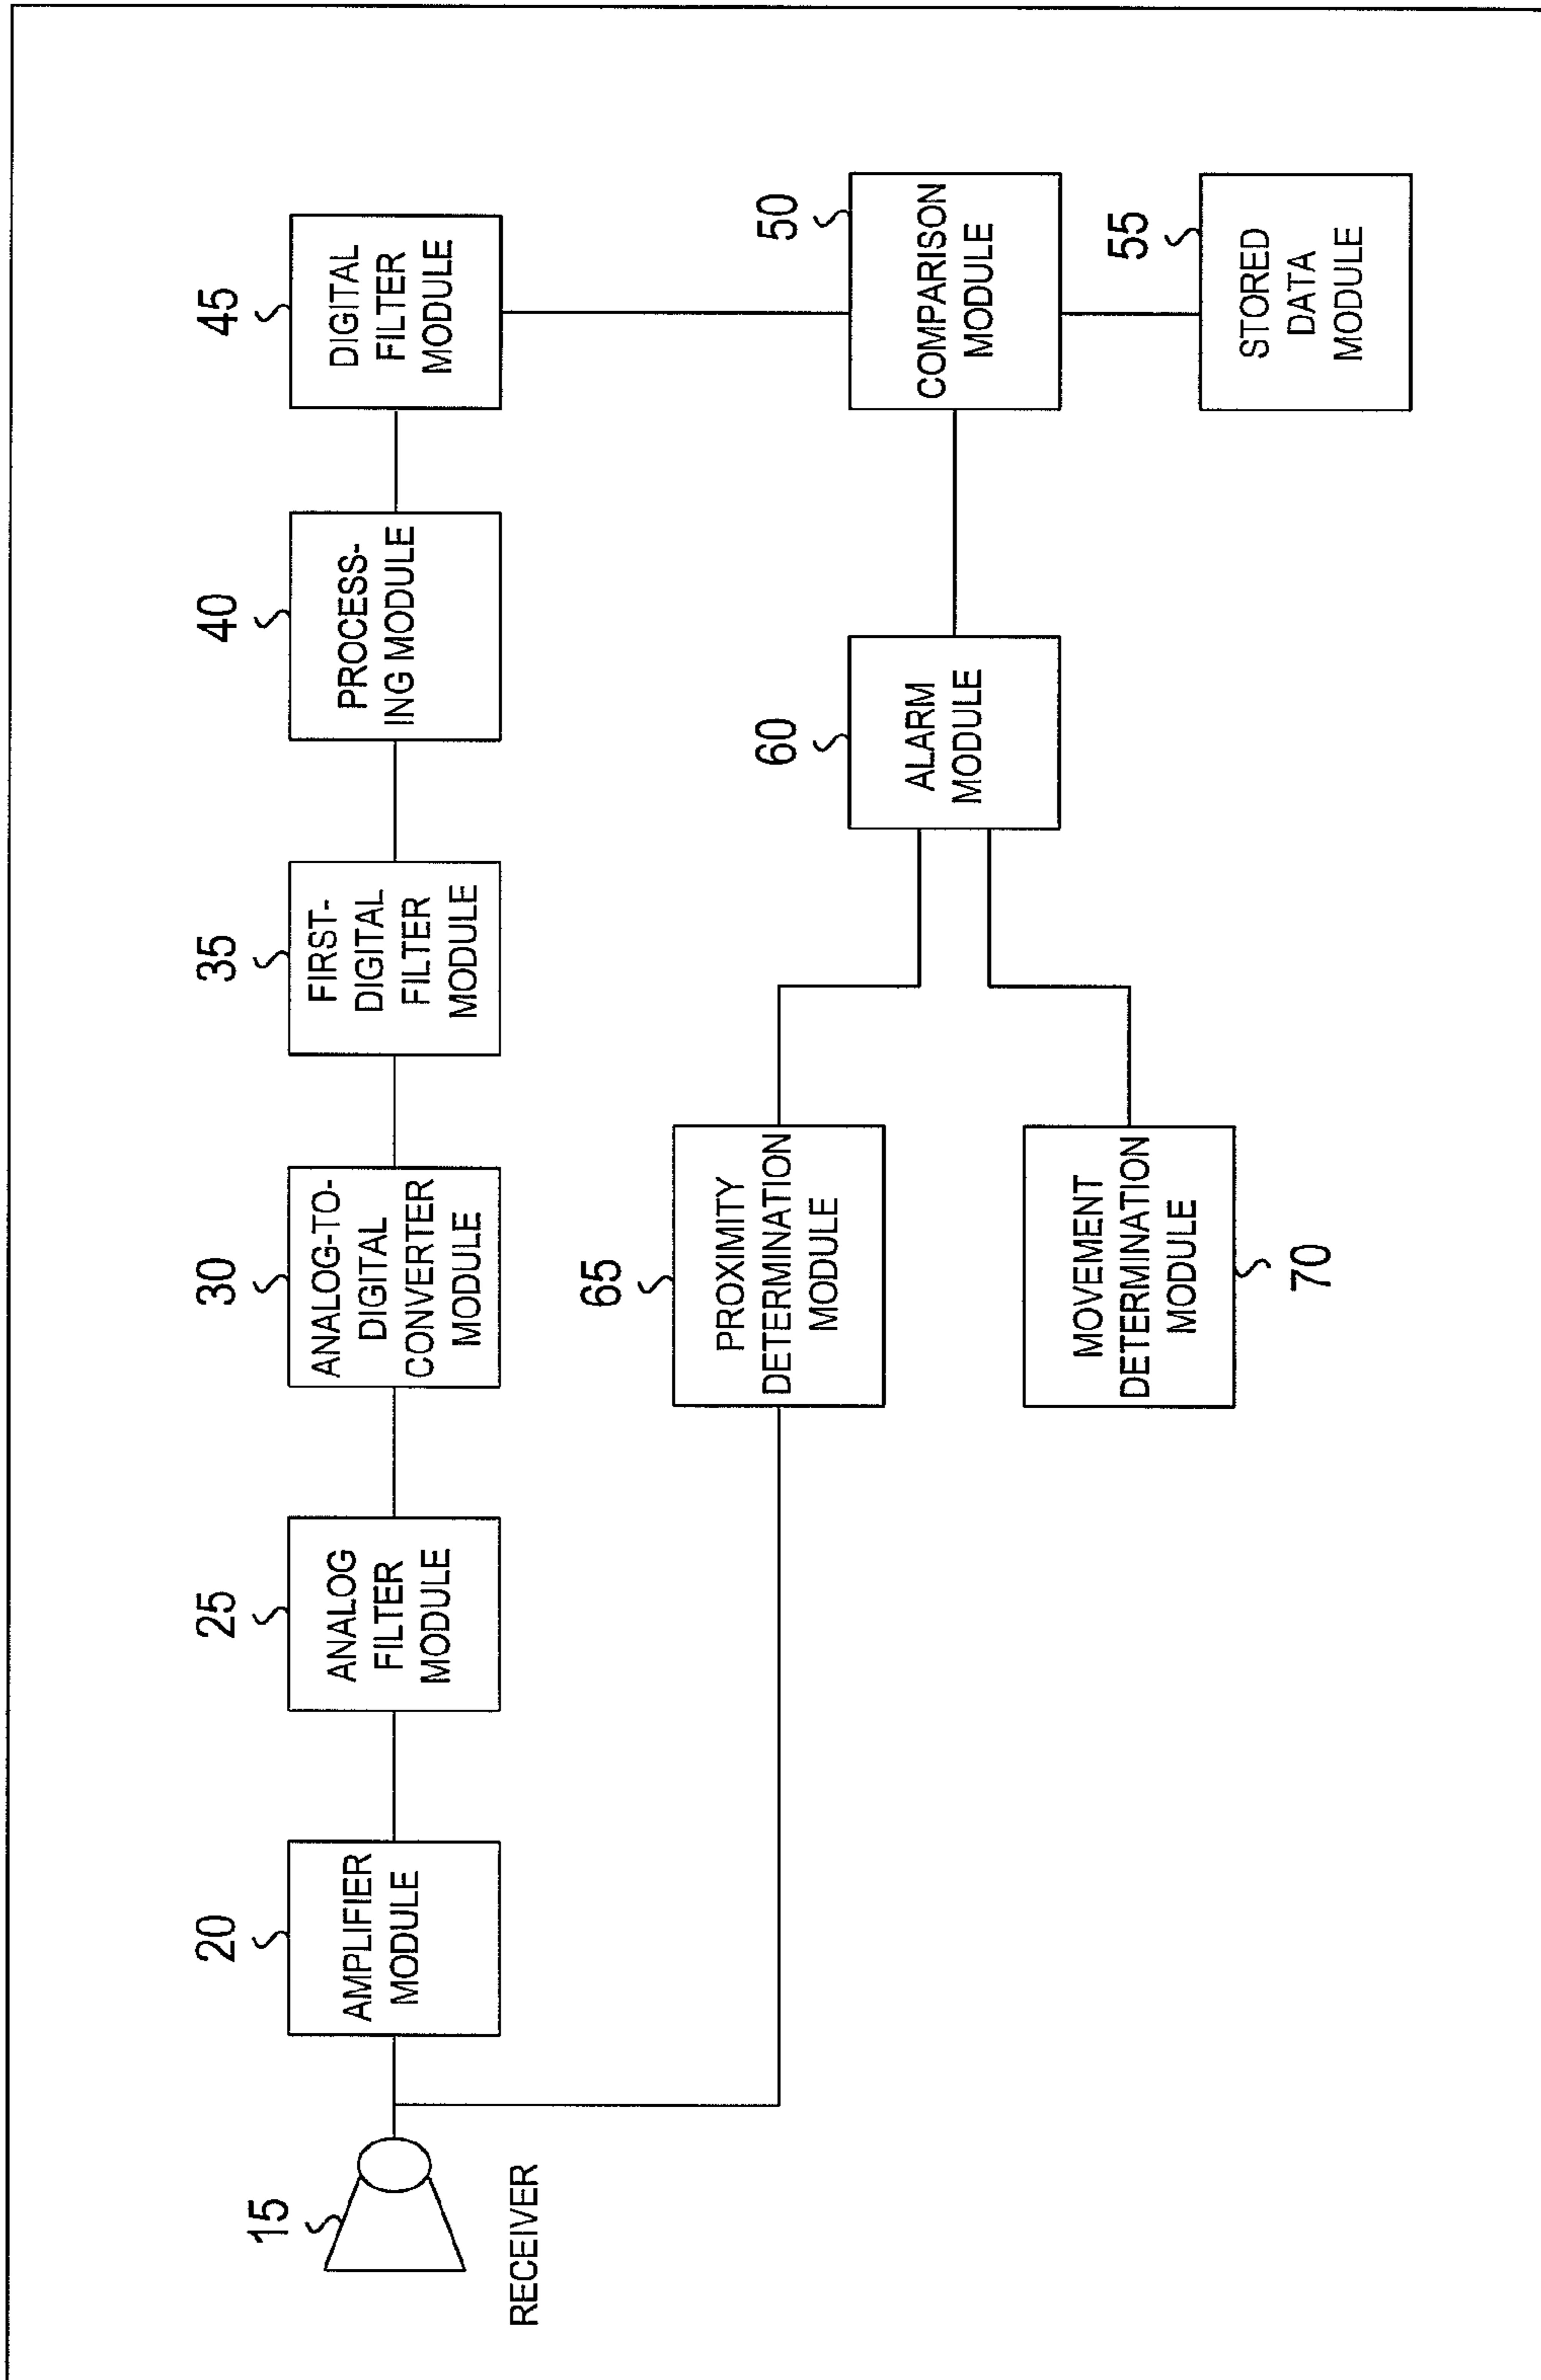 15
RECEIVER
20
AMPLIFIER
MODULE
25
ANALOG
FILTER
MODULE
30
ANALOG-TO-
DIGITAL
CONVERTER
MODULE
35
FIRST-
DIGITAL
FILTER
MODULE
40
PROCESS-
ING MODULE
45
DIGITAL
FILTER
MODULE
50
COMPARISON
MODULE
55
STORED
DATA
MODULE
60
ALARM
MODULE
65
PROXIMITY
DETERMINATION
MODULE
MOVEMENT
DETERMINATION
MODULE
70